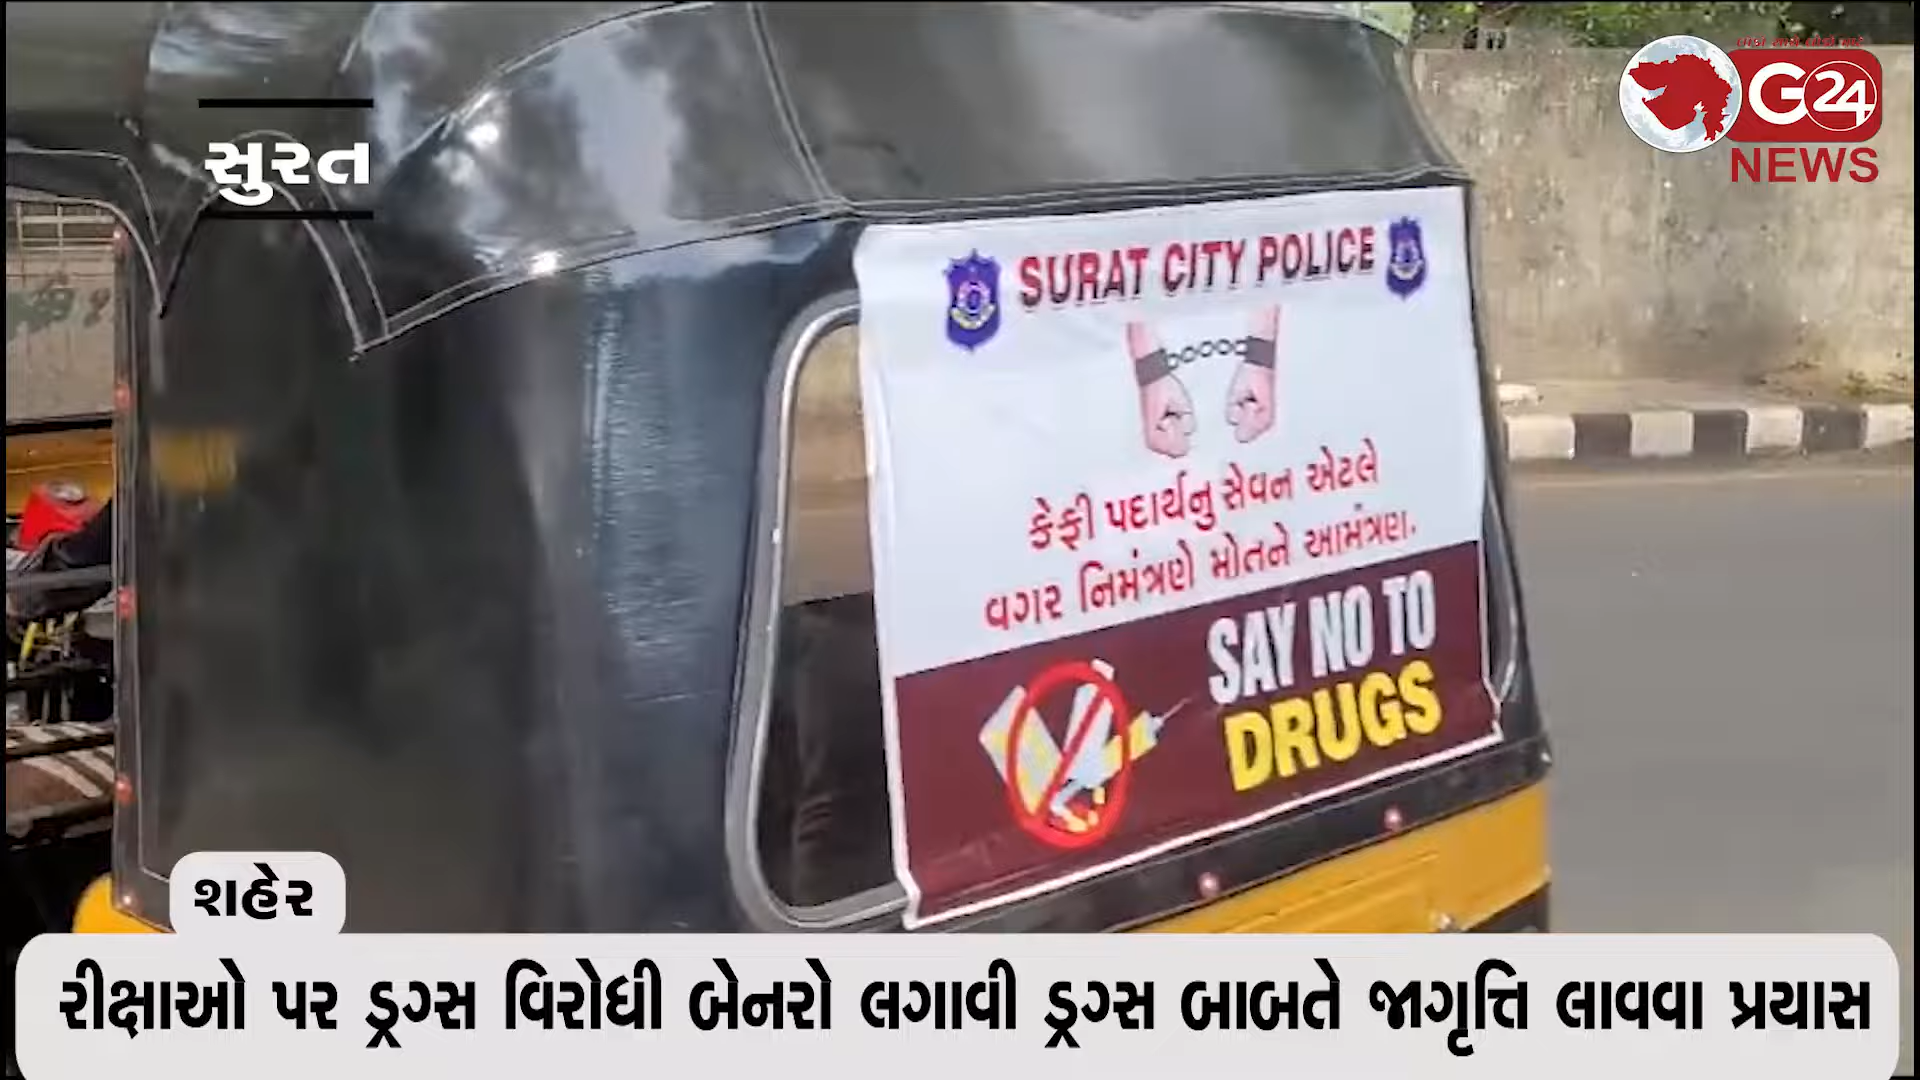 સુરત
G24
NEWS
SURAT CITY POLICE
કેફી પદાર્થનુ સેવન એટલે
વગર નિમંત્રણે મોતને આમંત્રણ.
SAY NO TO
DRUGS
શહેર
રીક્ષાઓ પર ડ્રગ્સ વિરોધી બેનરો લગાવી ડ્રગ્સ બાબતે જાગૃત્તિ લાવવા પ્રયાસ